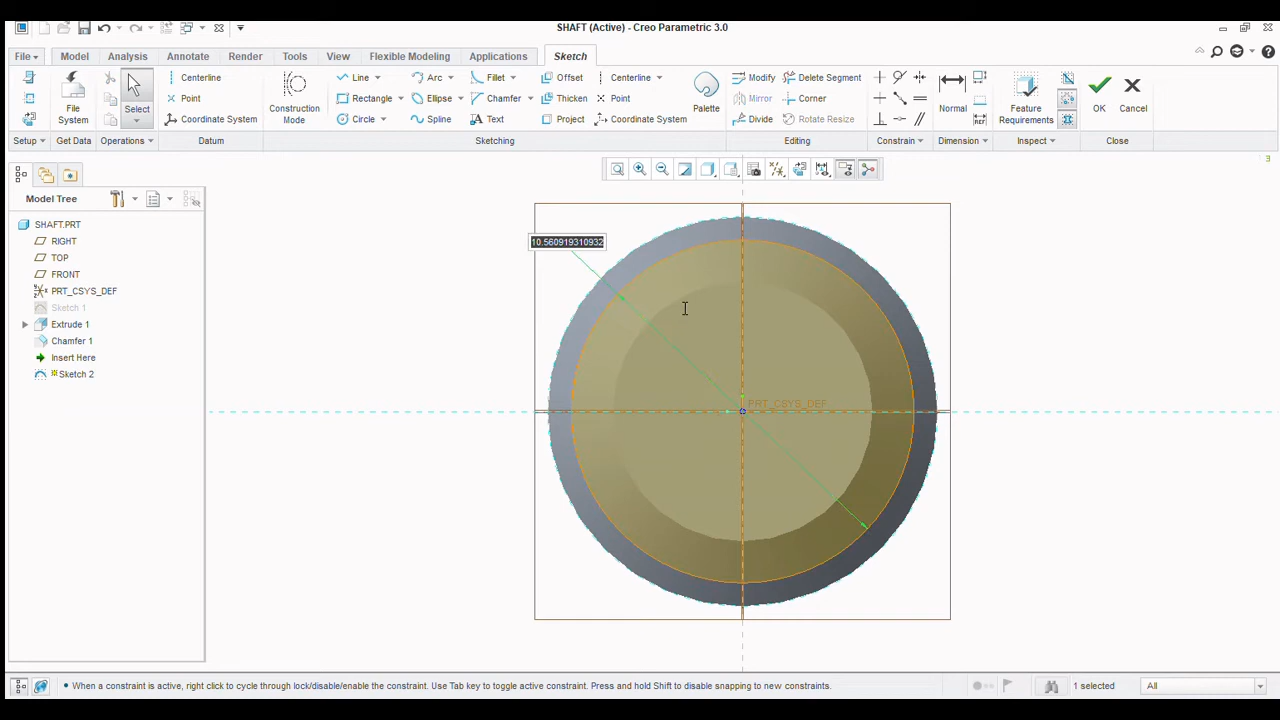 SHAFT (Active) - Creo Parametric 3.0
File Model Analysis Annotate Render Tools View Flexible Modeling Applications Sketch
Centerline Line Arc Fillet Offset Centerline Modify Delete Segment
File System Select Point Rectangle Ellipse Chamfer Thicken Point Mirror Corner
Coordinate System Construction Mode Circle Spline Text Project Coordinate System Palette Divide Rotate Resize Normal Feature Requirements OK Cancel
Setup Get Data Operations Datum Sketching Editing Constrain Dimension Inspect Close
Model Tree
SHAFT.PRT
RIGHT
TOP
FRONT
PRT_CSYS_DEF
Sketch 1
Extrude 1
Chamfer 1
Insert Here
Sketch 2
10.560919310932
PRT_CSYS_DEF
3
• When a constraint is active, right click to cycle through lock/disable/enable the constraint. Use Tab key to toggle active constraint. Press and hold Shift to disable snapping to new constraints.
1 selected
All